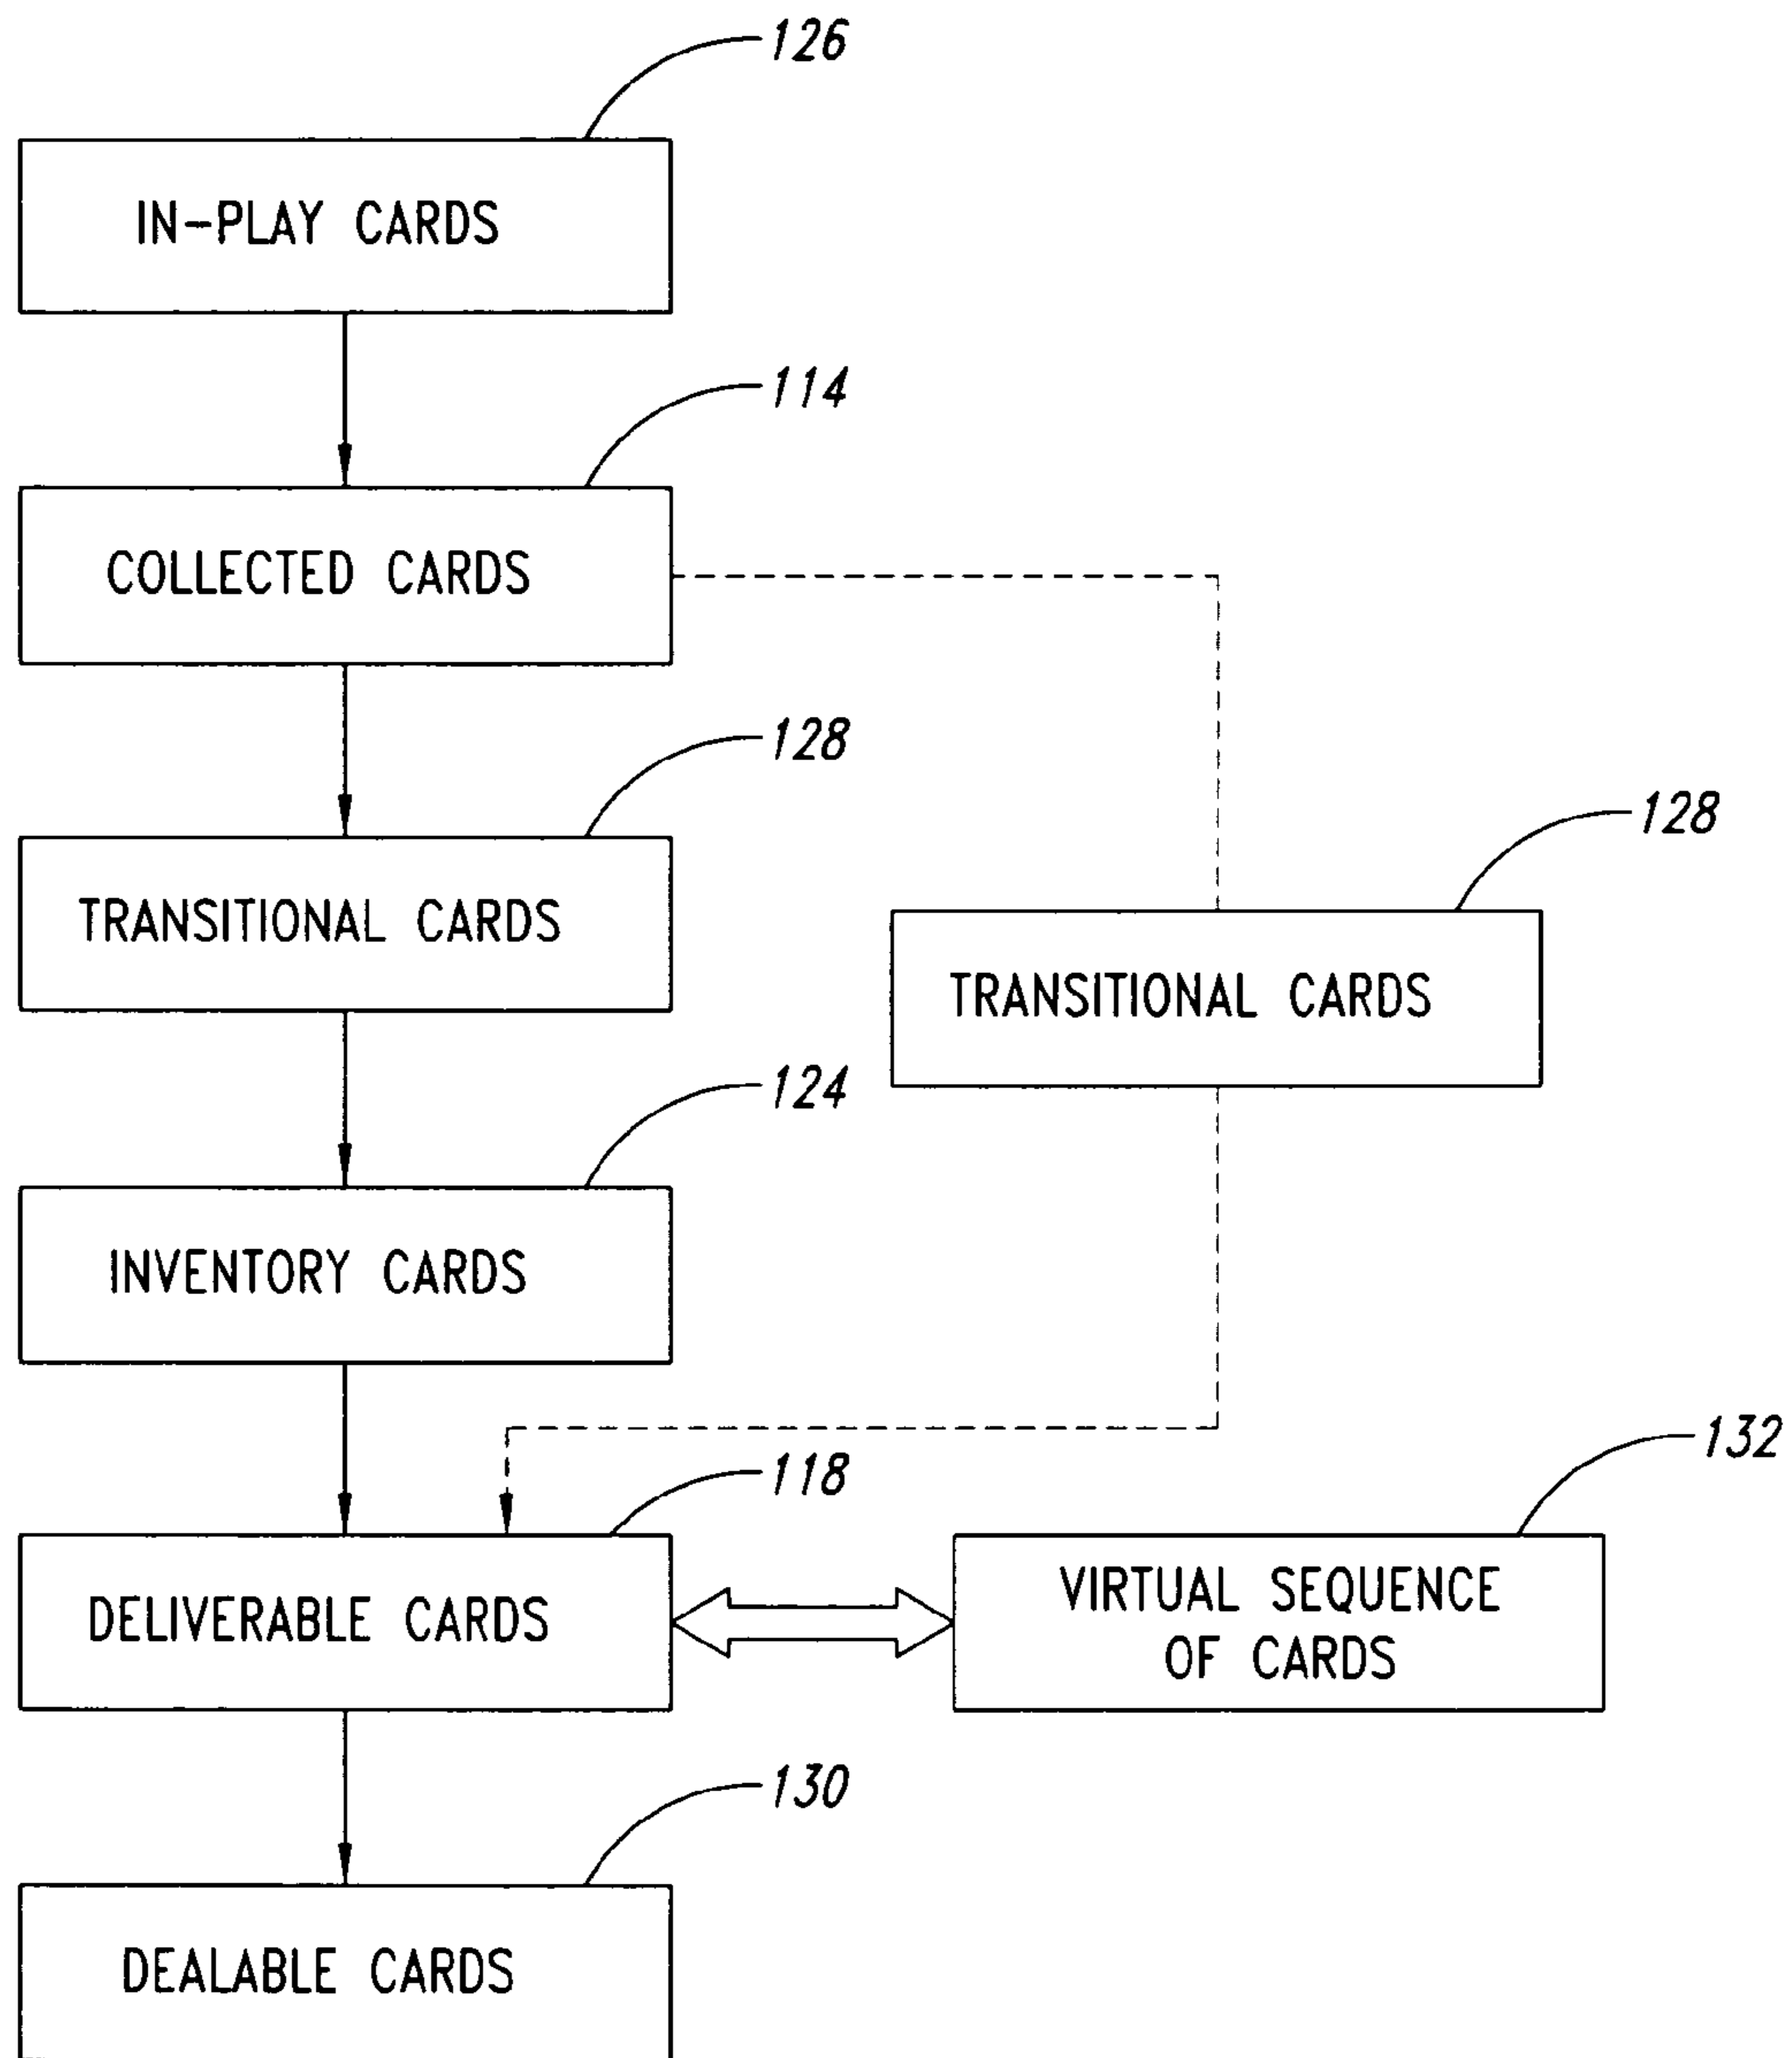 126
IN-PLAY CARDS
114
COLLECTED CARDS
128
TRANSITIONAL CARDS
128
TRANSITIONAL CARDS
124
INVENTORY CARDS
118
DELIVERABLE CARDS
132
VIRTUAL SEQUENCE
OF CARDS
130
DEALABLE CARDS